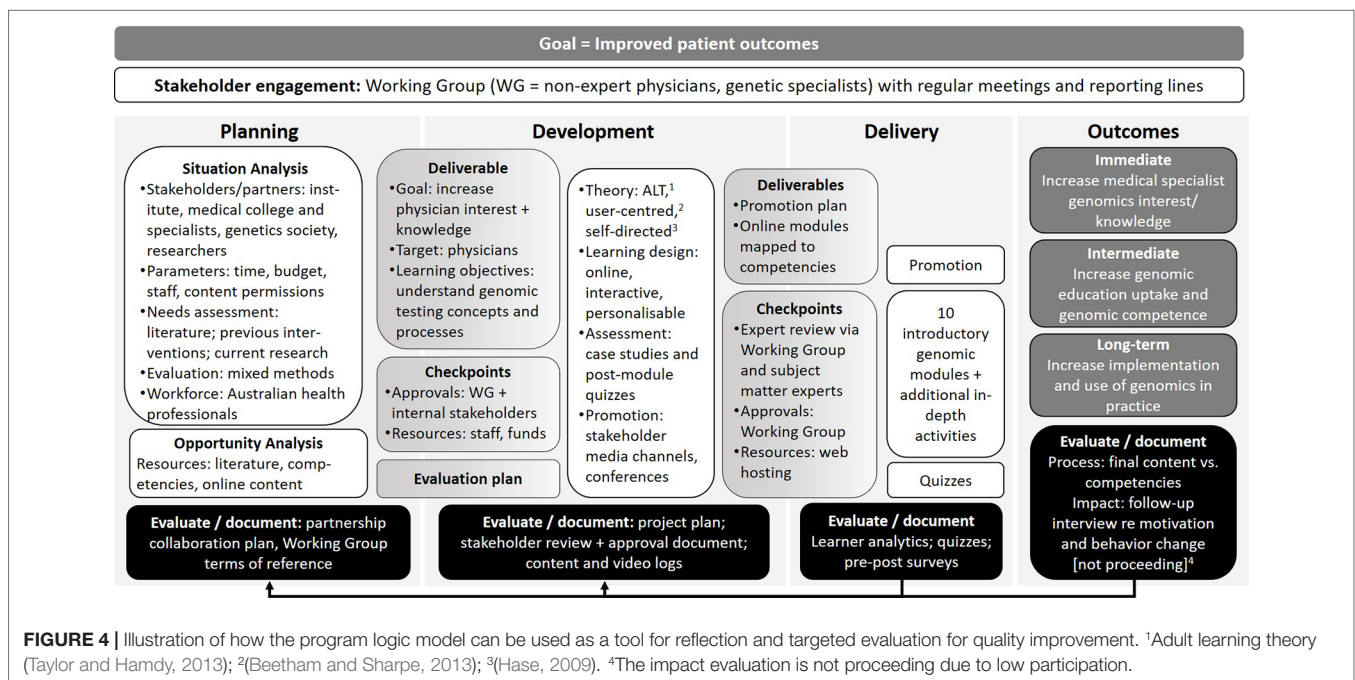 Goal = Improved patient outcomes
Stakeholder engagement: Working Group (WG = non-expert physicians, genetic specialists) with regular meetings and reporting lines
Planning
Situation Analysis
•Stakeholders/partners: inst-
itute, medical college and
specialists, genetics society,
researchers
•Parameters: time, budget,
staff, content permissions
•Needs assessment:
literature; previous inter-
ventions; current research
•Evaluation: mixed methods
•Workforce: Australian health
professionals
Opportunity Analysis
Resources: literature, comp-
etencies, online content
Evaluate / document: partnership
collaboration plan, Working Group
terms of reference
Development
Deliverable
•Goal: increase
physician interest +
knowledge
•Target: physicians
•Learning objectives:
understand genomic
testing concepts and
processes
Checkpoints
•Approvals: WG +
internal stakeholders
•Resources: staff, funds
Evaluation plan
•Theory: ALT,¹
user-centred,²
self-directed³
•Learning design:
online,
interactive,
personalisable
•Assessment:
case studies and
post-module
quizzes
•Promotion:
stakeholder
media channels,
conferences
Evaluate / document: project plan;
stakeholder review + approval document;
content and video logs
Delivery
Deliverables
•Promotion plan
•Online modules
mapped to
competencies
Checkpoints
•Expert review via
Working Group
and subject
matter experts
•Approvals:
Working Group
•Resources: web
hosting
Promotion
10
introductory
genomic
modules +
additional in-
depth
activities
Quizzes
Evaluate / document
Learner analytics; quizzes;
pre-post surveys
Outcomes
Immediate
Increase medical specialist
genomics interest/
knowledge
Intermediate
Increase genomic
education uptake and
genomic competence
Long-term
Increase implementation
and use of genomics in
practice
Evaluate / document
Process: final content vs.
competencies
Impact: follow-up
interview re motivation
and behavior change
[not proceeding]⁴
FIGURE 4 | Illustration of how the program logic model can be used as a tool for reflection and targeted evaluation for quality improvement. ¹Adult learning theory
(Taylor and Hamdy, 2013); ²(Beetham and Sharpe, 2013); ³(Hase, 2009). ⁴The impact evaluation is not proceeding due to low participation.